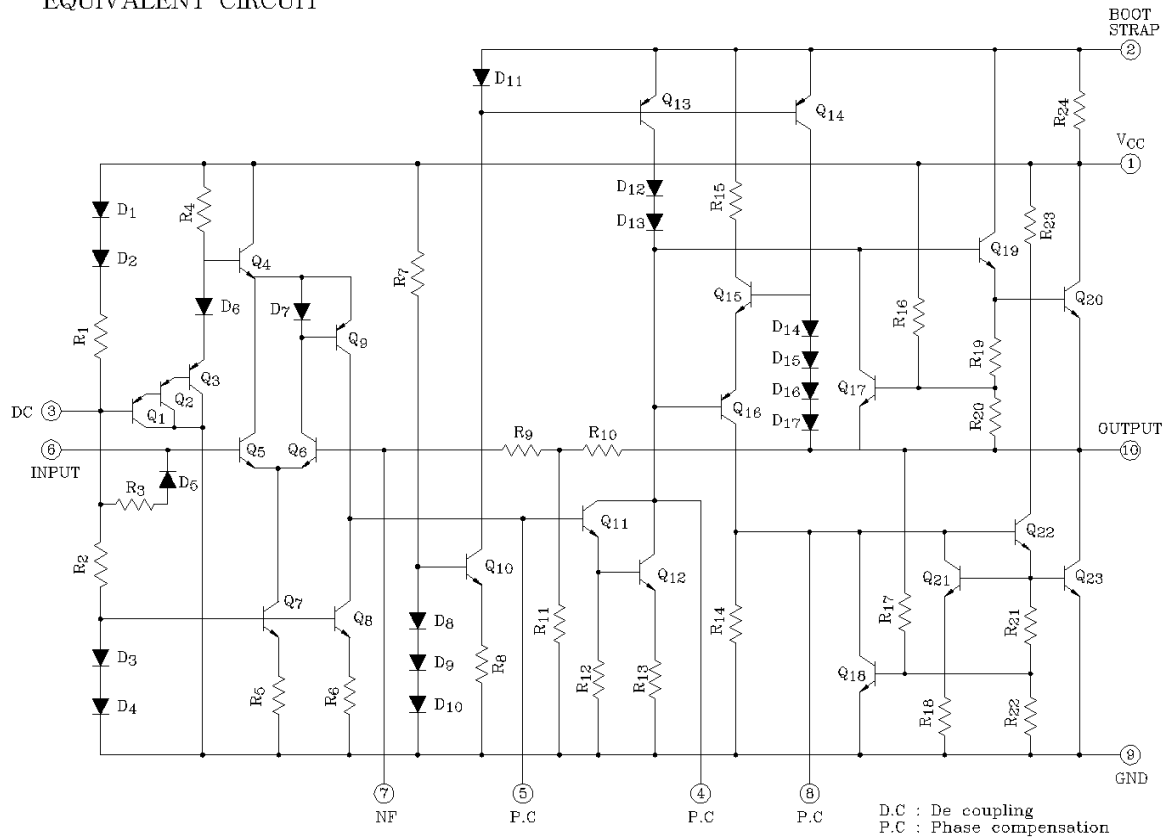 EQUIVALENT CIRCUIT
BOOT
STRAP
2
D11
Q13
Q14
R24
VCC
1
D1
R4
D12
R15
D13
R23
D2
Q4
R7
Q19
D6
D7
Q15
R16
Q20
R1
Q9
D14
D15
R19
Q3
D16
Q17
DC 3
Q2
Q1
Q16
D17
R20
OUTPUT
6
Q5
Q6
R9
R10
10
INPUT
D5
R3
Q11
Q22
R2
Q10
Q12
Q21
Q23
Q7
Q8
D8
R11
R14
R17
R21
D3
D9
R8
R12
R13
Q18
R5
R6
D4
D10
R18
R22
9
GND
7
5
4
8
NF
P.C
P.C
P.C
D.C : De coupling
P.C : Phase compensation